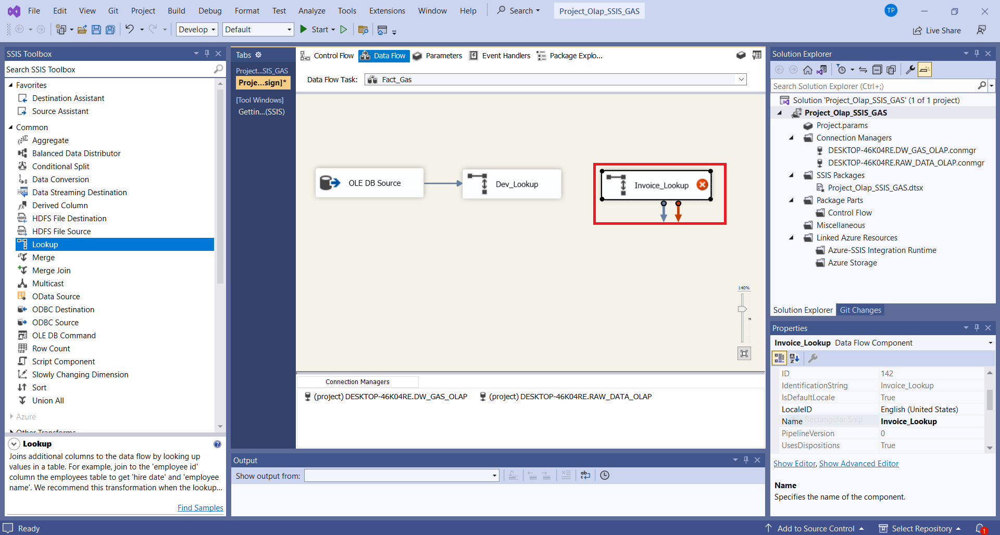 File Edit View Git Project Build Debug Format Test Analyze Tools Extensions Window Help Search Project_Olap_SSIS_GAS TP
Develop Default Start Live Share
SSIS Toolbox
Search SSIS Toolbox
Favorites
Destination Assistant
Source Assistant
Common
Aggregate
Balanced Data Distributor
Conditional Split
Data Conversion
Data Streaming Destination
Derived Column
HDFS File Destination
HDFS File Source
Lookup
Merge
Merge Join
Multicast
OData Source
ODBC Destination
ODBC Source
OLE DB Command
Row Count
Script Component
Slowly Changing Dimension
Sort
Union All
Azure
Other Transforms
Lookup
Joins additional columns to the data flow by looking up
values in a table. For example, join to the 'employee id'
column the employees table to get 'hire date' and 'employee
name'. We recommend this transformation when the lookup...
Find Samples
Tabs
Project...SIS_GAS
Proje...sign]*
[Tool Windows]
Gettin...(SSIS)
Control Flow Data Flow Parameters Event Handlers Package Explo...
Data Flow Task: Fact_Gas
OLE DB Source
Dev_Lookup
Invoice_Lookup
140%
Connection Managers
(project) DESKTOP-46K04RE.DW_GAS_OLAP (project) DESKTOP-46K04RE.RAW_DATA_OLAP
Output
Show output from:
Solution Explorer
Search Solution Explorer (Ctrl+;)
Solution 'Project_Olap_SSIS_GAS' (1 of 1 project)
Project_Olap_SSIS_GAS
Project.params
Connection Managers
DESKTOP-46K04RE.DW_GAS_OLAP.conmgr
DESKTOP-46K04RE.RAW_DATA_OLAP.conmgr
SSIS Packages
Project_Olap_SSIS_GAS.dtsx
Package Parts
Control Flow
Miscellaneous
Linked Azure Resources
Azure-SSIS Integration Runtime
Azure Storage
Solution Explorer Git Changes
Properties
Invoice_Lookup Data Flow Component
ID 142
IdentificationString Invoice_Lookup
IsDefaultLocale True
LocaleID English (United States)
Name Rectangular Snip Invoice_Lookup
PipelineVersion 0
UsesDispositions True
Show Editor, Show Advanced Editor
Name
Specifies the name of the component.
Ready Add to Source Control Select Repository 1